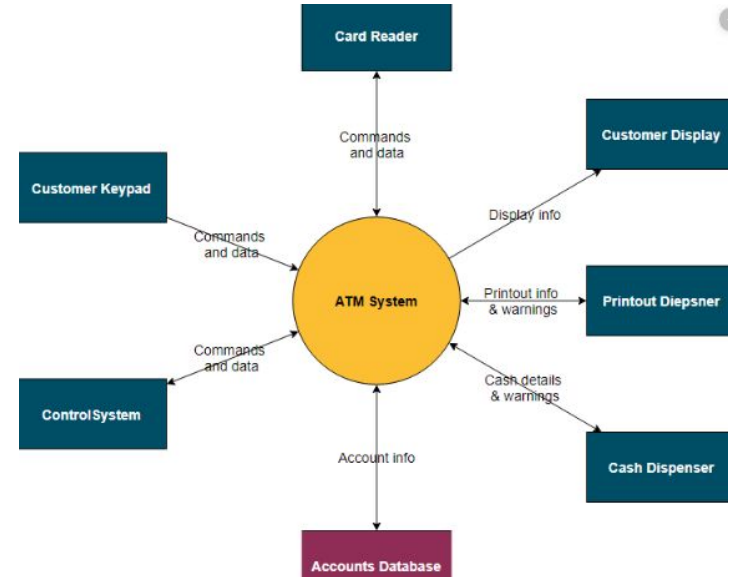 Card Reader
Commands
and data
Customer Display
Customer Keypad
Commands
and data
Display info
ATM System
Printout info
& warnings
Printout Diepsner
Commands
and data
Cash details
& warnings
ControlSystem
Account info
Cash Dispenser
Accounts Database